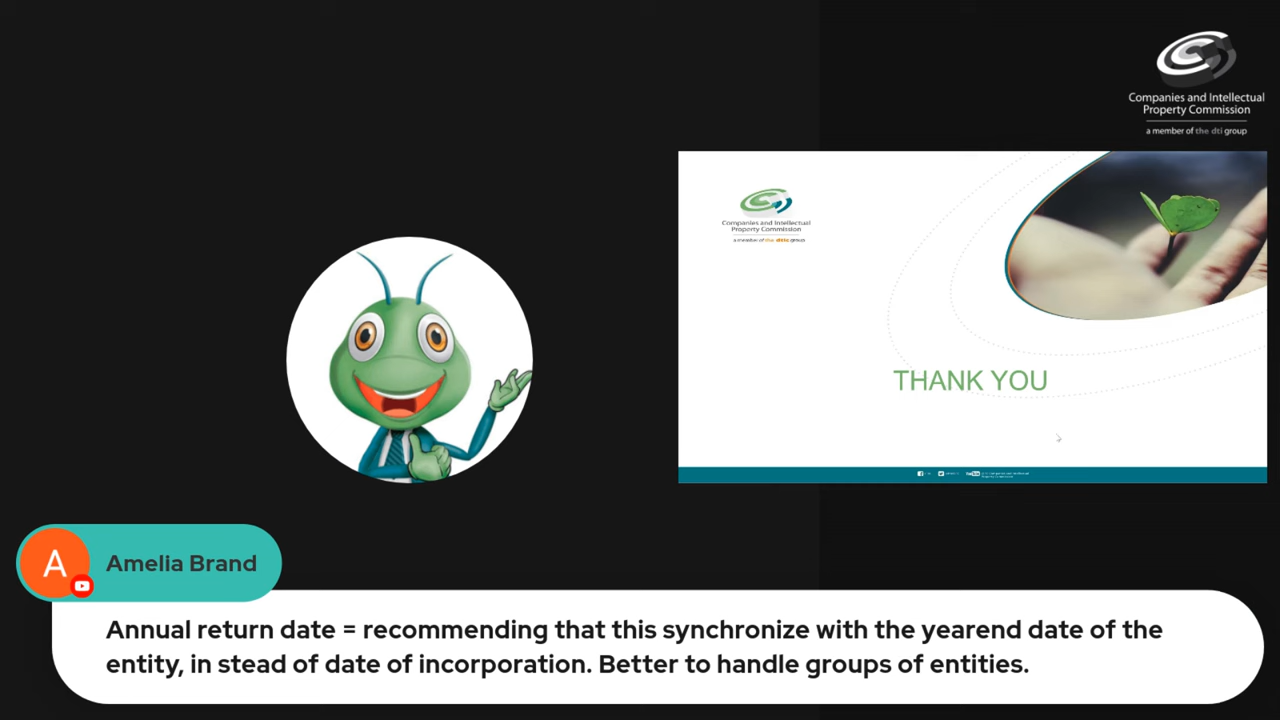 Companies and Intellectual
Property Commission
a member of the dti group
Companies and Intellectual
Property Commission
a member of the dtic group
THANK YOU
Amelia Brand
A
Annual return date = recommending that this synchronize with the yearend date of the
entity, in stead of date of incorporation. Better to handle groups of entities.